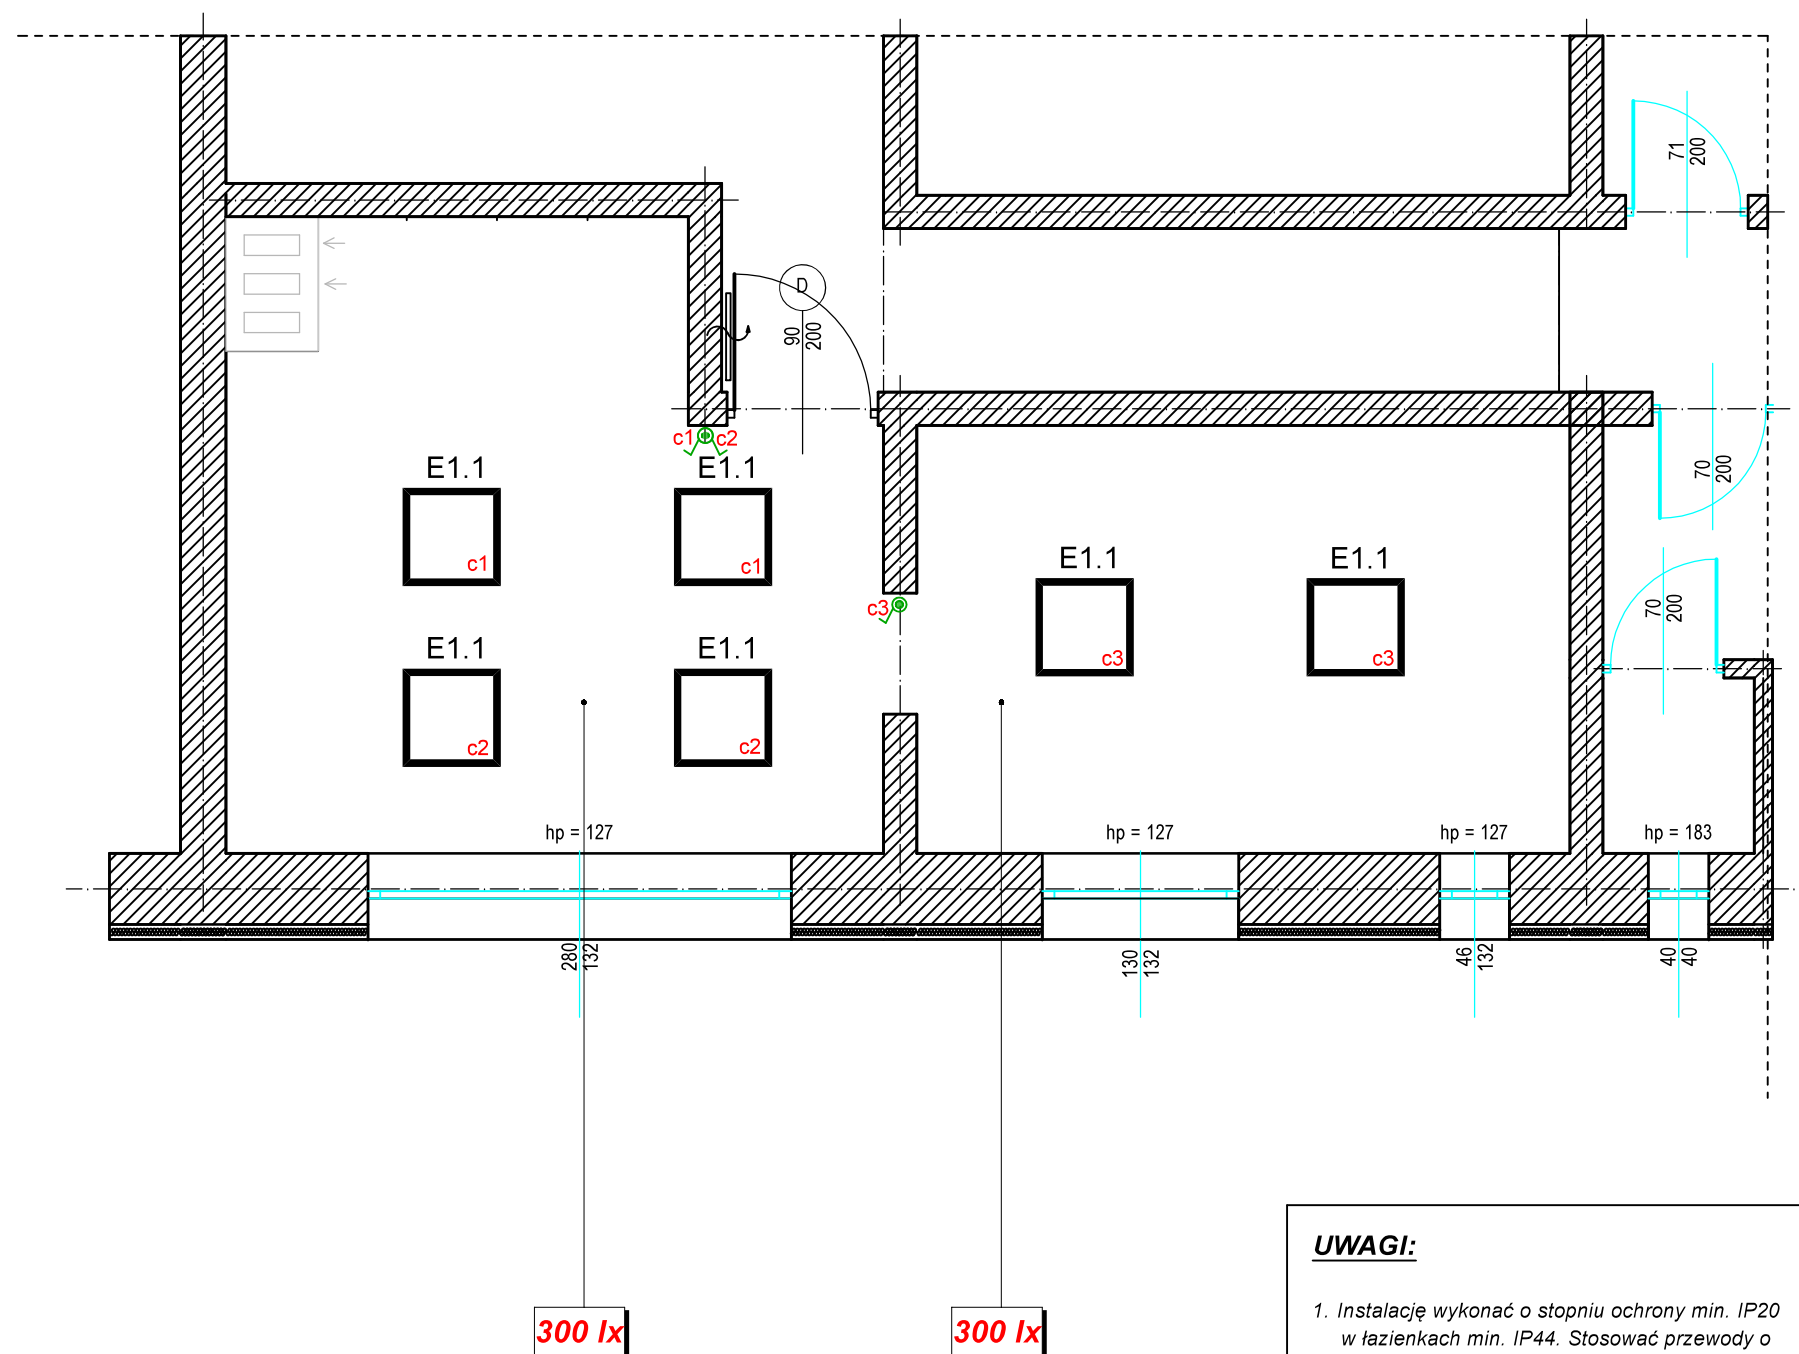 71
200
D
90
200
c1
c2
E1.1
E1.1
c1
c1
70
200
E1.1
E1.1
c3
70
200
c3
c3
E1.1
E1.1
c2
c2
hp = 127
hp = 127
hp = 127
hp = 183
280
132
130
132
46
132
40
40
UWAGI:
1. Instalację wykonać o stopniu ochrony min. IP20
w łazienkach min. IP44. Stosować przewody o
300 lx
300 lx